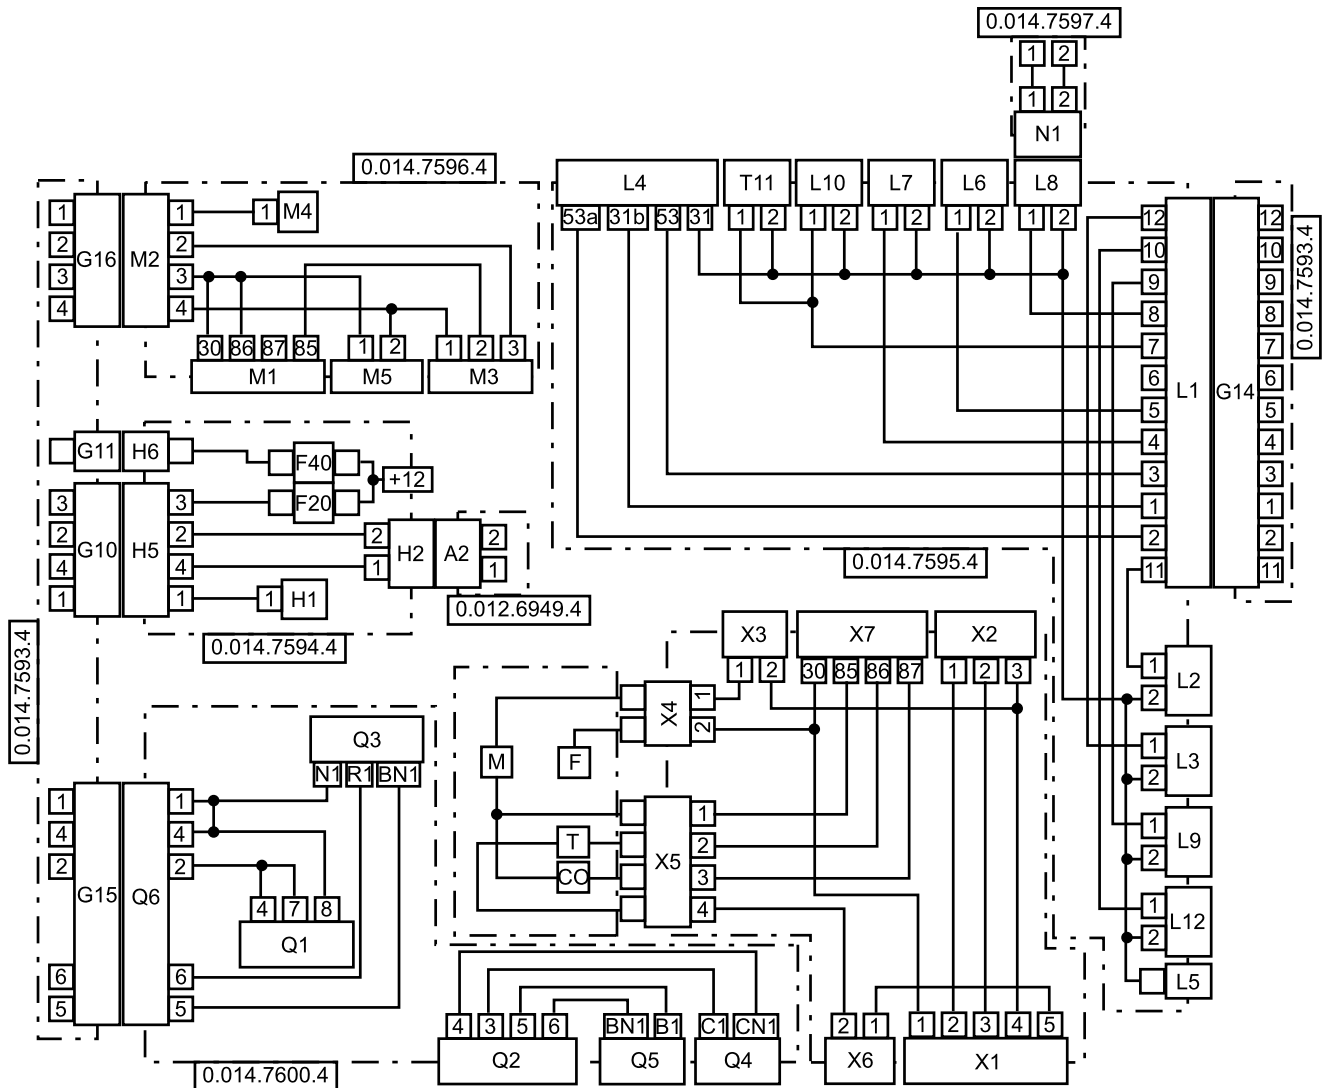 0.014.7597.4
1 2
1 2
N1
0.014.7596.4
L4 T11 L10 L7 L6 L8
53a 31b 53 31 1 2 1 2 1 2 1 2 1 2
1 2 3 4
G16 M2
1 2 3 4
1 M4
30 86 87 85 1 2 1 2 3
M1 M5 M3
12 10 9 8 7 6 5 4 3 1 2 11
L1 G14
12 10 9 8 7 6 5 4 3 1 2 11
0.014.7593.4
G11 H6
F40
+12
F20
3 2 4 1
G10 H5
3 2 4 1
2 1
H2 A2
2 1
1 H1
0.012.6949.4
0.014.7594.4
0.014.7595.4
0.014.7593.4
X3 X7 X2
1 2 30 85 86 87 1 2 3
X4
1 2
M F
T
CO
X5
1 2 3 4
1 L2
2
1 L3
2
1 L9
2
1 L12
2
L5
Q3
N1 R1 BN1
1 4 2 6 5
G15 Q6
1 4 2 6 5
4 7 8
Q1
4 3 5 6 BN1 B1 C1 CN1 2 1 1 2 3 4 5
Q2 Q5 Q4 X6 X1
0.014.7600.4